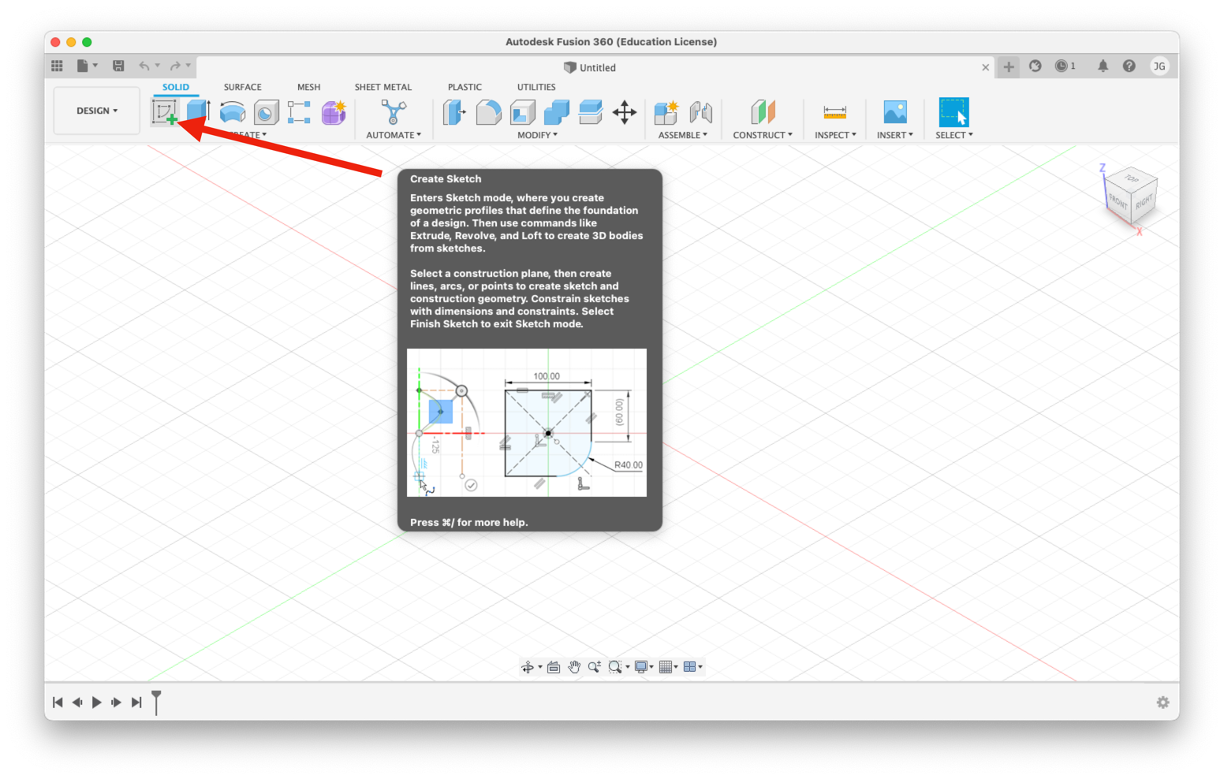 Autodesk Fusion 360 (Education License)
Untitled
1
JG
SOLID
SURFACE
MESH
SHEET METAL
PLASTIC
UTILITIES
DESIGN
AUTOMATE
MODIFY
ASSEMBLE
CONSTRUCT
INSPECT
INSERT
SELECT
Create Sketch
Enters Sketch mode, where you create
geometric profiles that define the foundation
of a design. Then use commands like
Extrude, Revolve, and Loft to create 3D bodies
from sketches.
Select a construction plane, then create
lines, arcs, or points to create sketch and
construction geometry. Constrain sketches
with dimensions and constraints. Select
Finish Sketch to exit Sketch mode.
100.00
(60.00)
-125
R40.00
Press ⌘/ for more help.
Z
TOP
FRONT
RIGHT
X